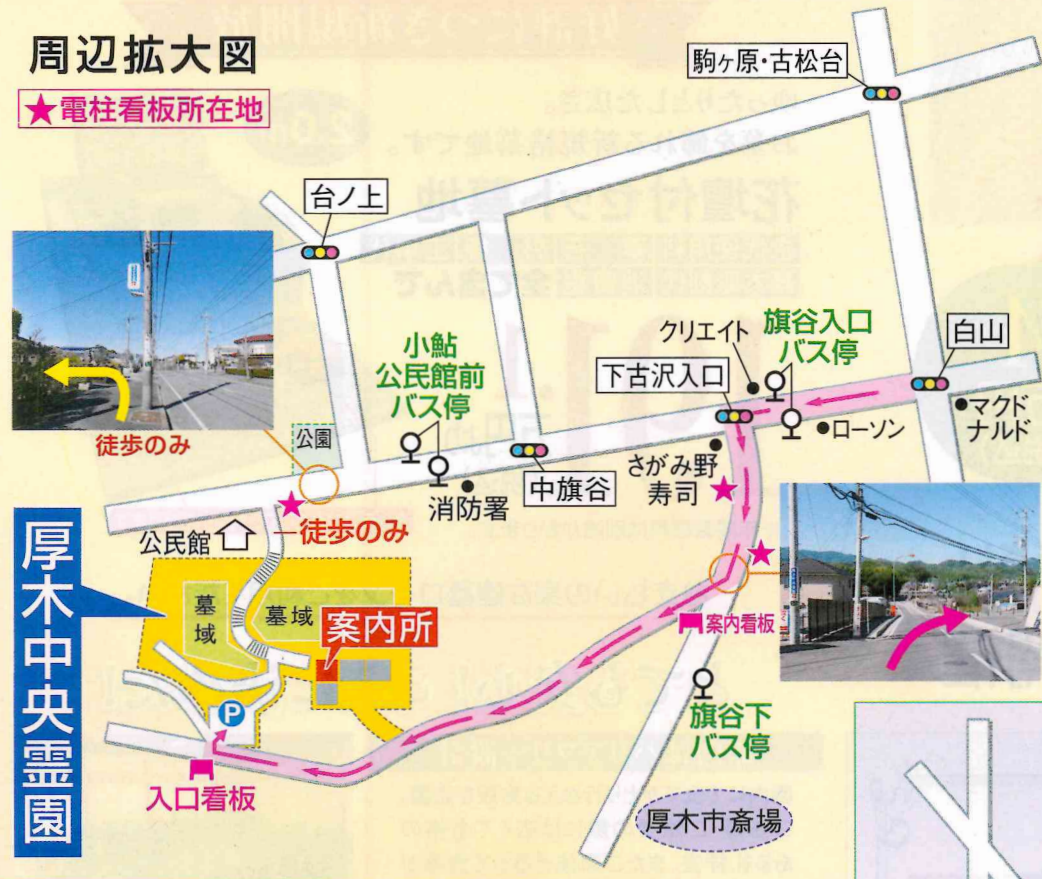 周辺拡大図
★電柱看板所在地
駒ヶ原・古松台
台ノ上
クリエイト
旗谷入口
バス停
白山
下古沢入口
小鮎
公民館前
バス停
マクド
ナルド
ローソン
さがみ野
寿司
中旗谷
消防署
公園
徒歩のみ
徒歩のみ
公民館
厚木中央霊園
墓域
墓域
案内所
案内看板
P
旗谷下
バス停
入口看板
厚木市斎場